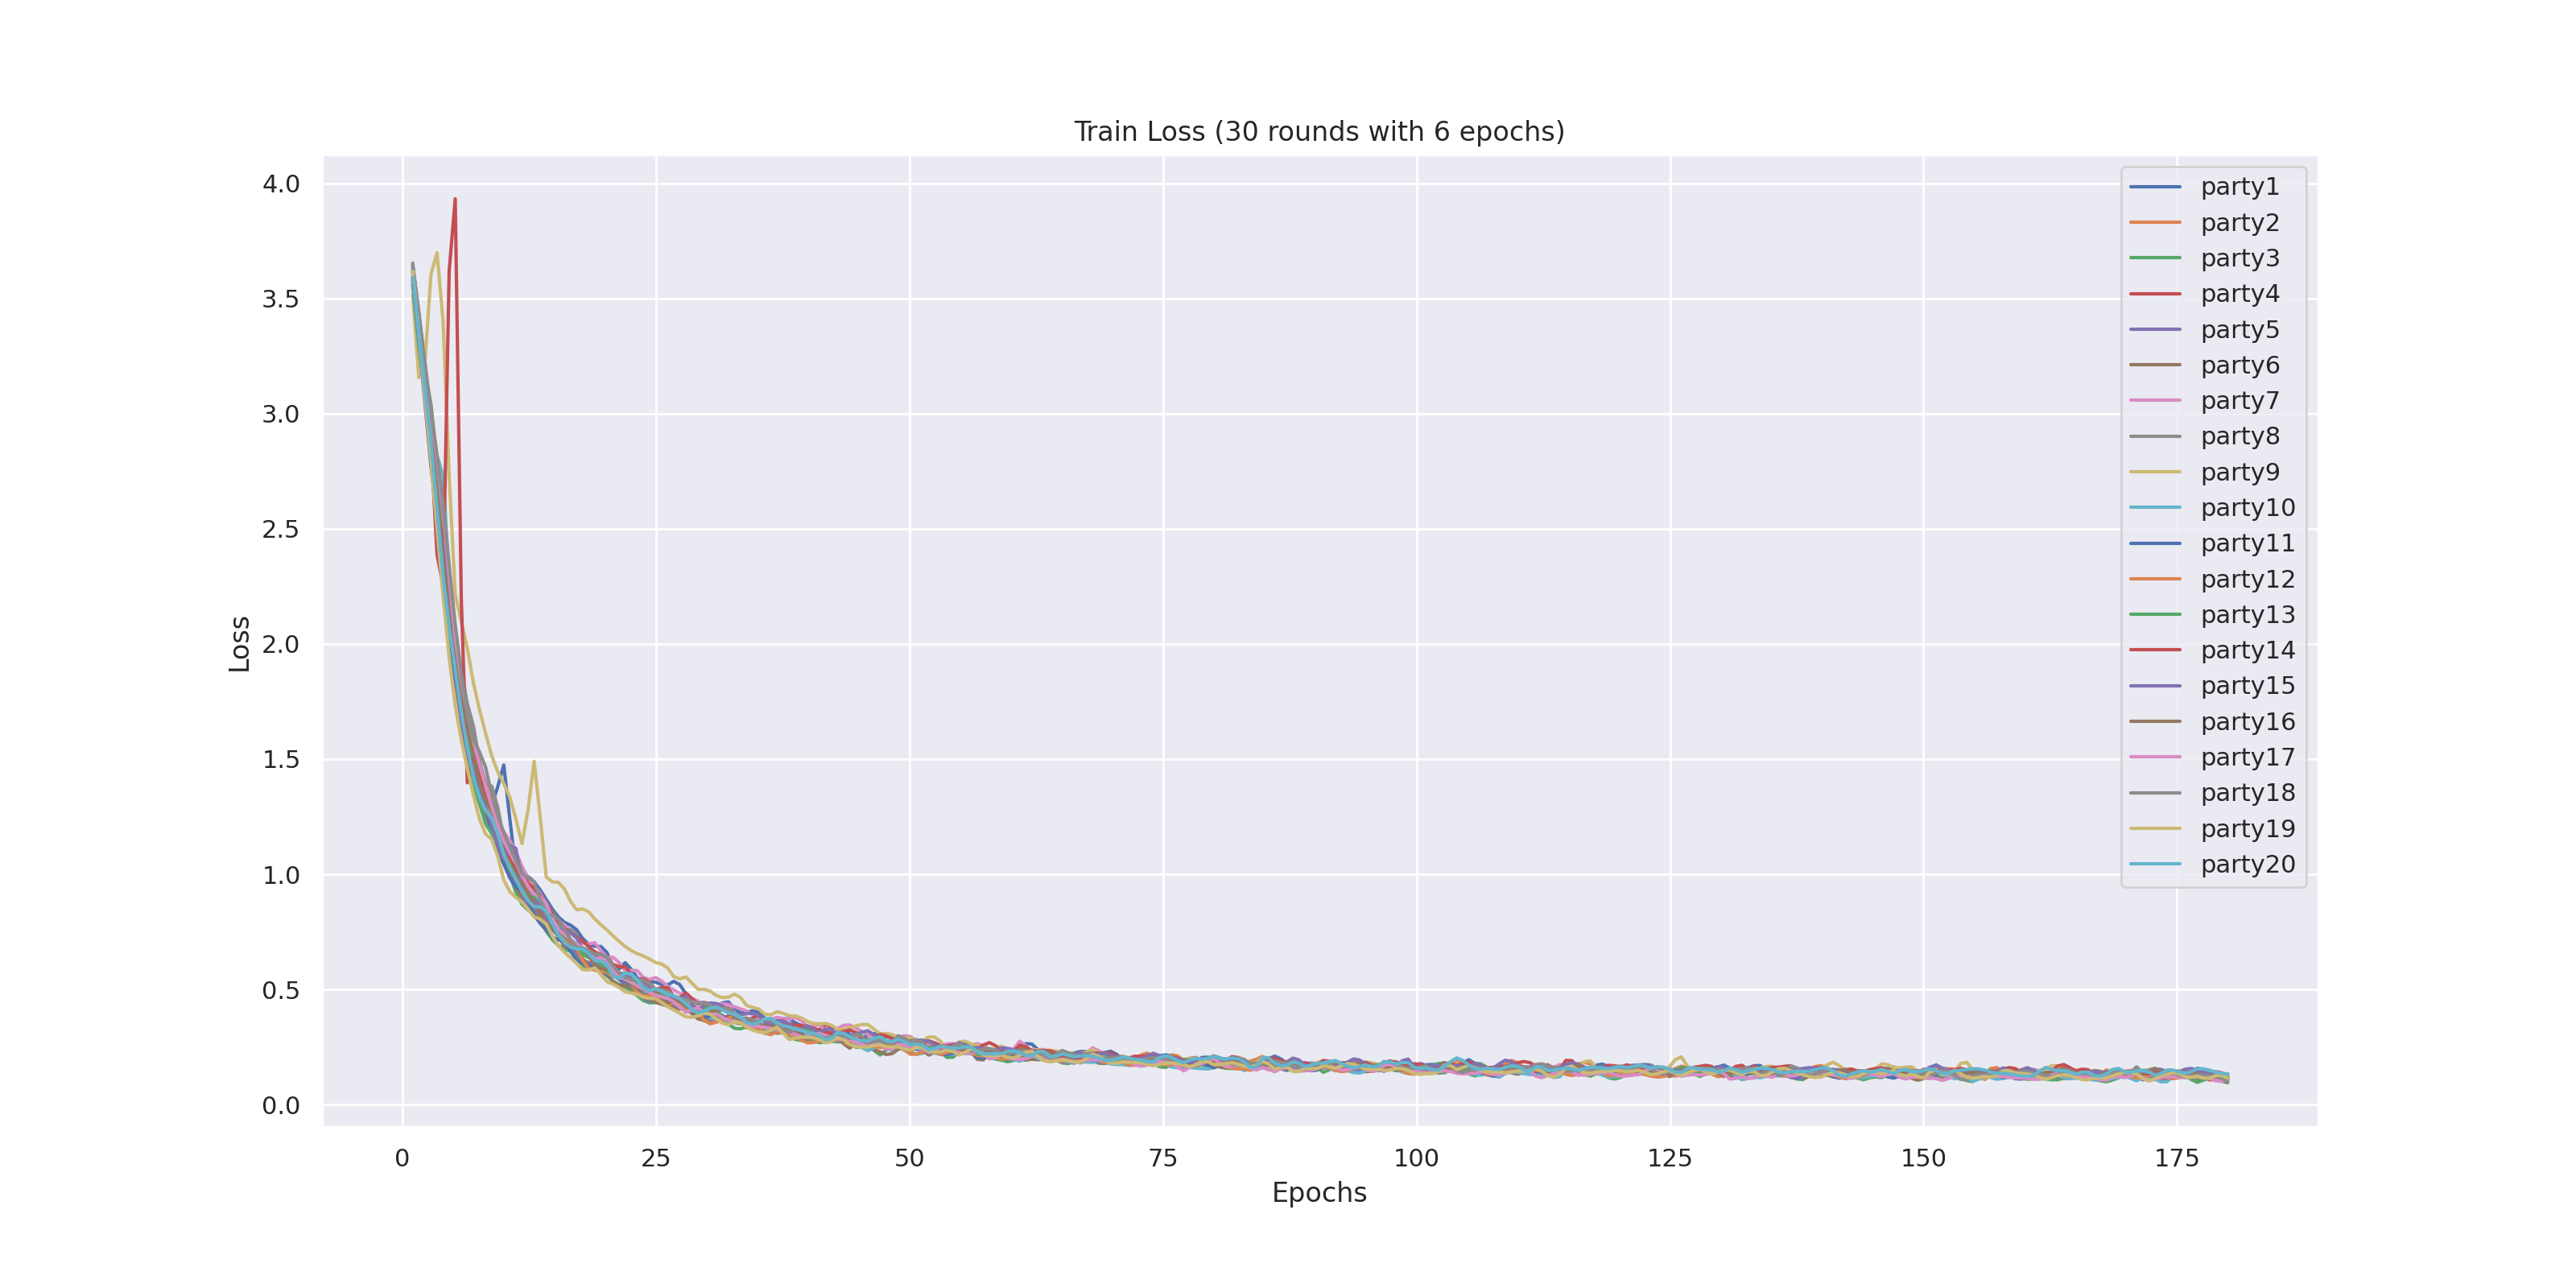 Train Loss (30 rounds with 6 epochs)
4.0
3.5
3.0
2.5
2.0
1.5
1.0
0.5
0.0
Loss
0 25 50 75 100 125 150 175
Epochs
party1
party2
party3
party4
party5
party6
party7
party8
party9
party10
party11
party12
party13
party14
party15
party16
party17
party18
party19
party20